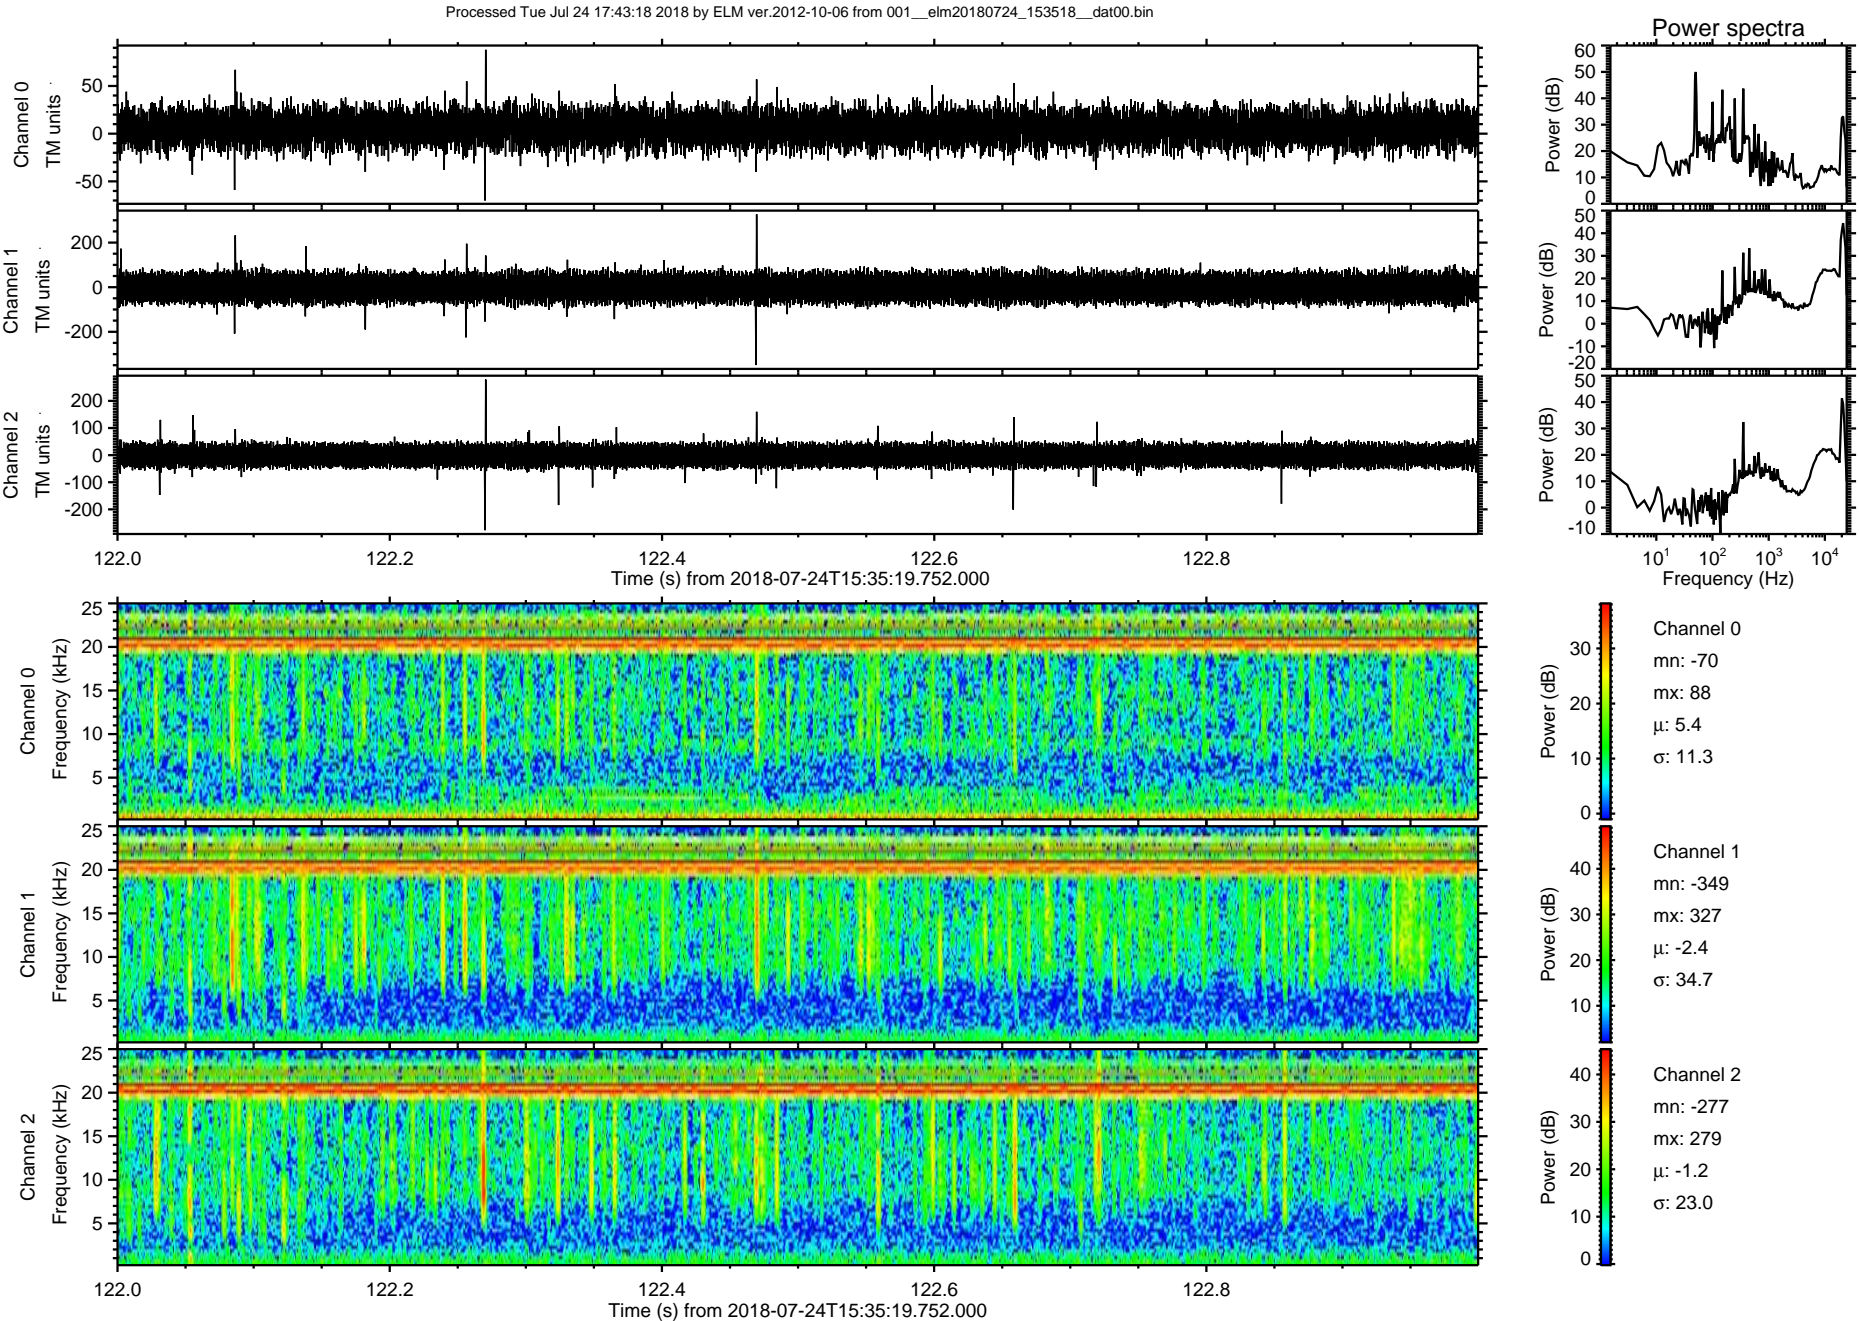 Processed Tue Jul 24 17:43:18 2018 by ELM ver.2012-10-06 from 001__elm20180724_153518__dat00.bin
Power spectra
Channel 0
TM units
50
0
-50
Power (dB)
60
50
40
30
20
10
0
Channel 1
TM units
200
0
-200
Power (dB)
50
40
30
20
10
0
-10
-20
Channel 2
TM units
200
100
0
-100
-200
Power (dB)
50
40
30
20
10
0
-10
122.0 122.2 122.4 122.6 122.8
Time (s) from 2018-07-24T15:35:19.752.000
10^1 10^2 10^3 10^4
Frequency (Hz)
Channel 0
Frequency (kHz)
25
20
15
10
5
Power (dB)
30
20
10
0
Channel 0
mn: -70
mx: 88
μ: 5.4
σ: 11.3
Channel 1
Frequency (kHz)
25
20
15
10
5
Power (dB)
40
30
20
10
Channel 1
mn: -349
mx: 327
μ: -2.4
σ: 34.7
Channel 2
Frequency (kHz)
25
20
15
10
5
Power (dB)
40
30
20
10
0
Channel 2
mn: -277
mx: 279
μ: -1.2
σ: 23.0
122.0 122.2 122.4 122.6 122.8
Time (s) from 2018-07-24T15:35:19.752.000